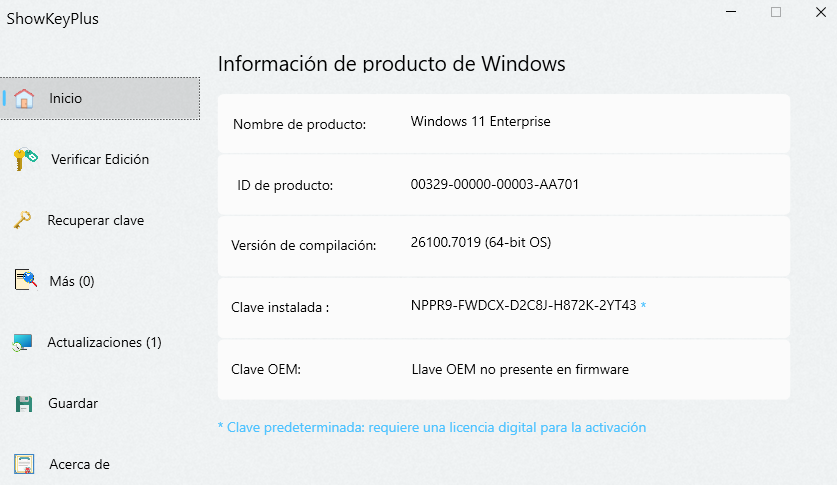 ShowKeyPlus
Información de producto de Windows
Inicio
Verificar Edición
Recuperar clave
Más (0)
Actualizaciones (1)
Guardar
Acerca de
Nombre de producto: Windows 11 Enterprise
ID de producto: 00329-00000-00003-AA701
Versión de compilación: 26100.7019 (64-bit OS)
Clave instalada : NPPR9-FWDCX-D2C8J-H872K-2YT43 *
Clave OEM: Llave OEM no presente en firmware
* Clave predeterminada: requiere una licencia digital para la activación